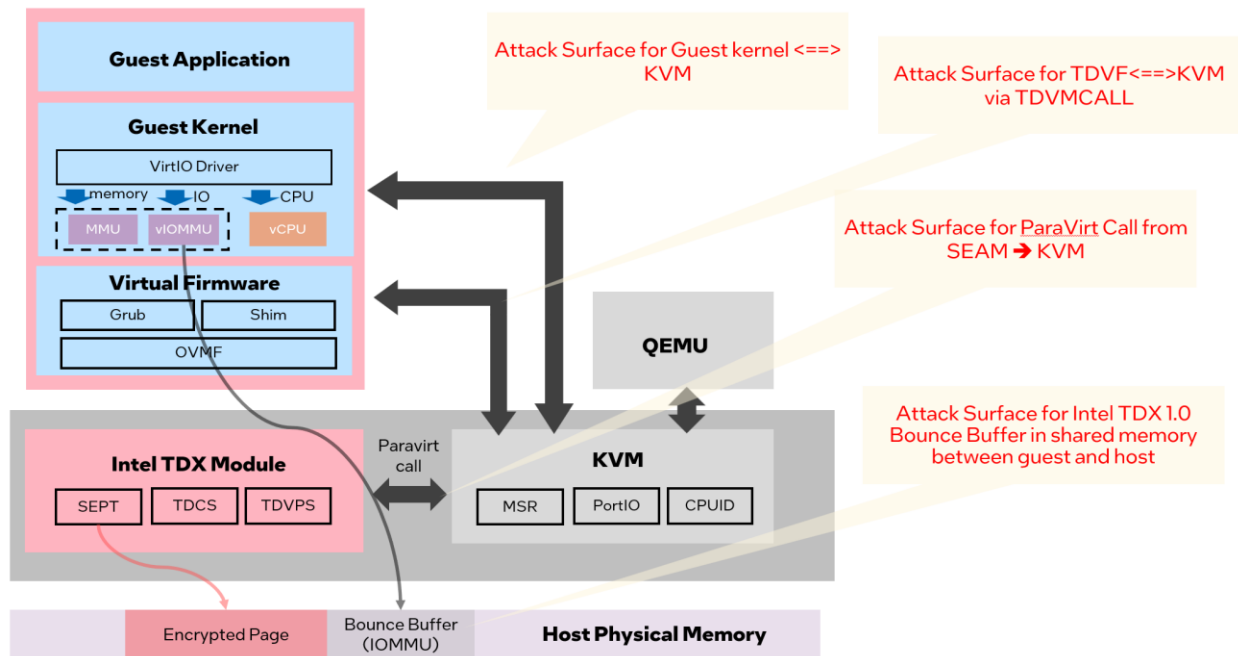 Guest Application
Guest Kernel
VirtIO Driver
memory
IO
CPU
MMU
vIOMMU
vCPU
Virtual Firmware
Grub
Shim
OVMF
Attack Surface for Guest kernel <==>
KVM
Attack Surface for TDVF<==>KVM
via TDVMCALL
Attack Surface for ParaVirt Call from
SEAM ➔ KVM
QEMU
Attack Surface for Intel TDX 1.0
Bounce Buffer in shared memory
between guest and host
Intel TDX Module
SEPT
TDCS
TDVPS
Paravirt
call
KVM
MSR
PortIO
CPUID
Encrypted Page
Bounce Buffer
(IOMMU)
Host Physical Memory